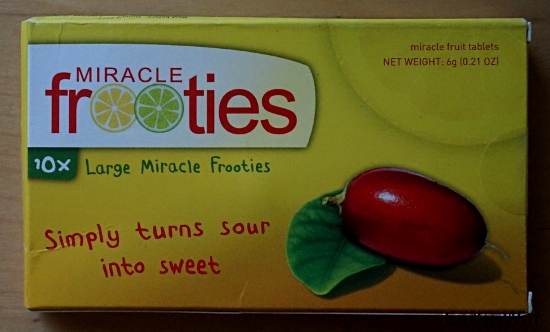 MIRACLE
frooties
miracle fruit tablets
NET WEIGHT: 6g (0.21 OZ)
10x Large Miracle Frooties
Simply turns sour
into sweet